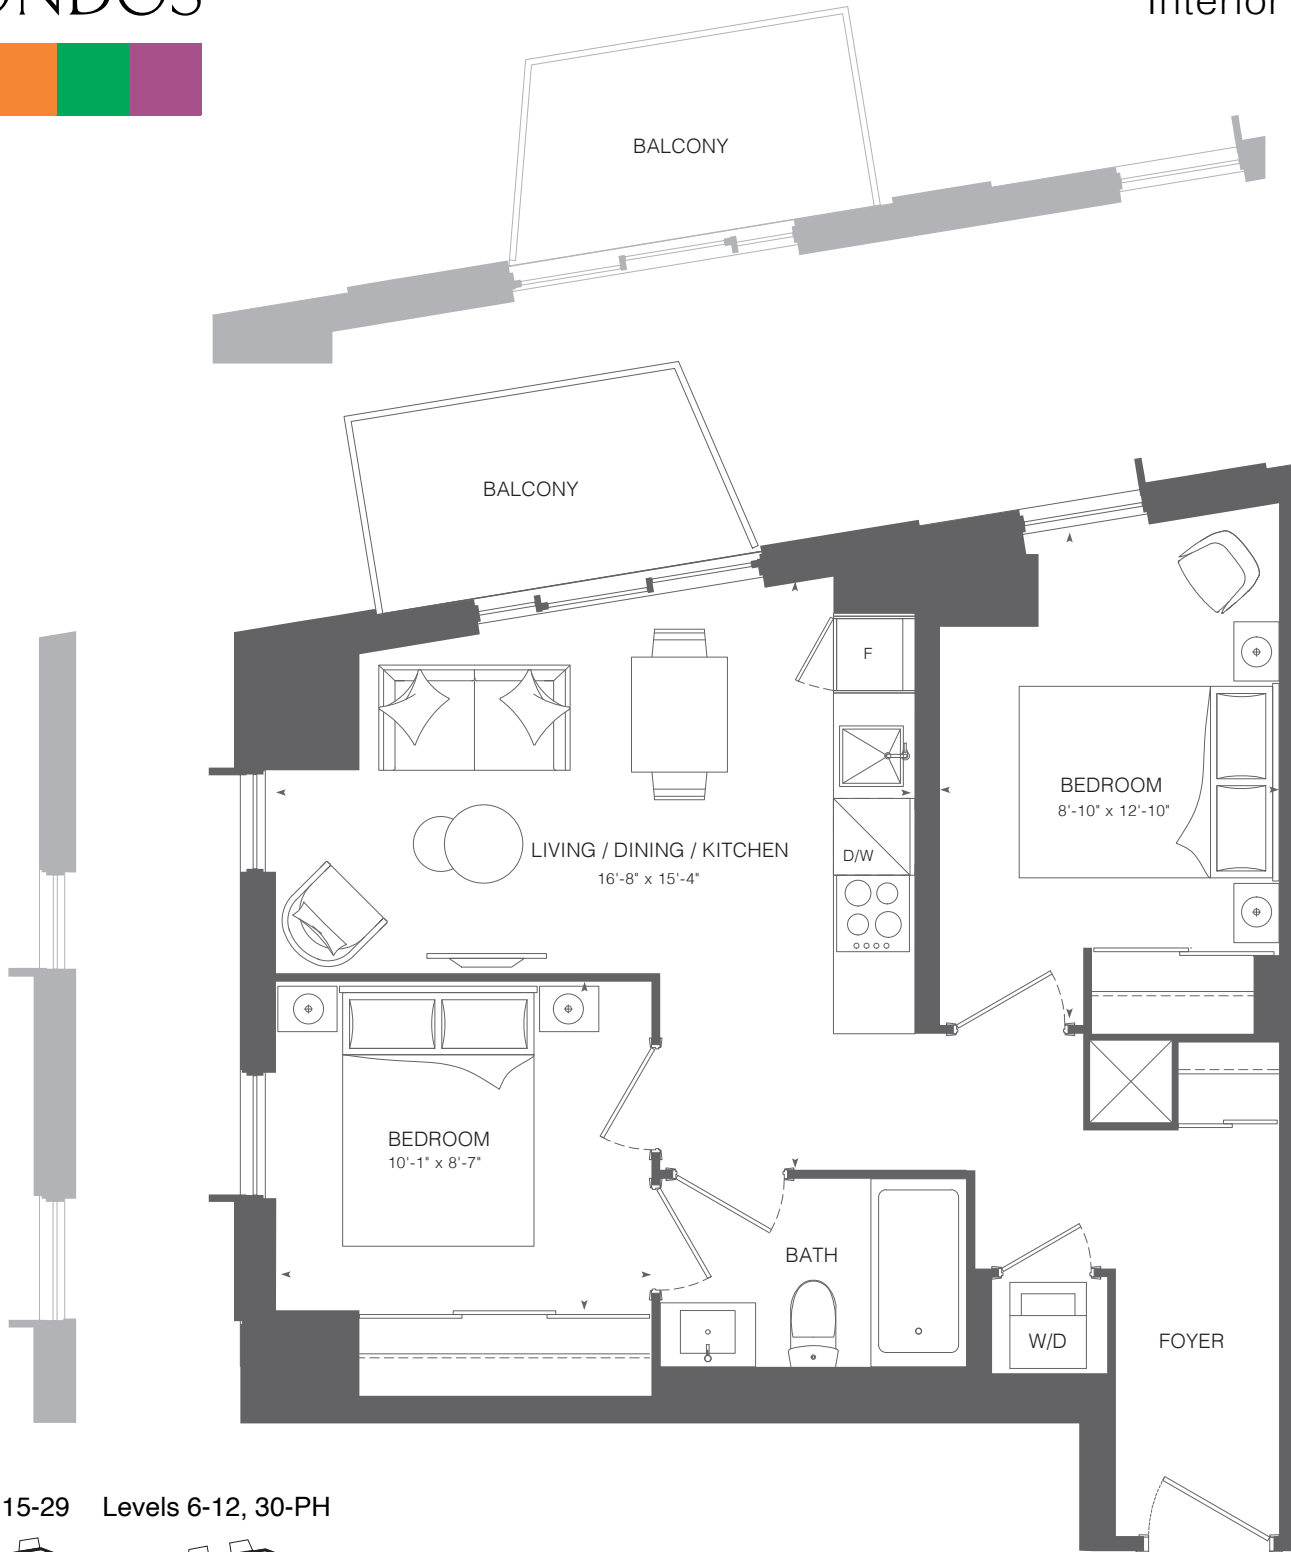 Interior
BALCONY
BALCONY
F
BEDROOM
8'-10" x 12'-10"
LIVING / DINING / KITCHEN
16'-8" x 15'-4"
D/W
BEDROOM
10'-1" x 8'-7"
BATH
W/D
FOYER
15-29 Levels 6-12, 30-PH